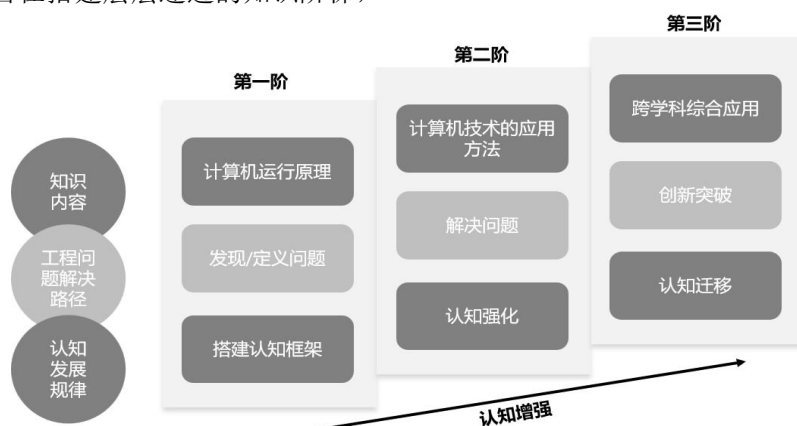 第三阶
第二阶
第一阶
跨学科综合应用
计算机技术的应用
方法
计算机运行原理
知识
内容
创新突破
解决问题
发现/定义问题
工程问
题解决
路径
认知迁移
认知强化
搭建认知框架
认知
发展
规律
认知增强